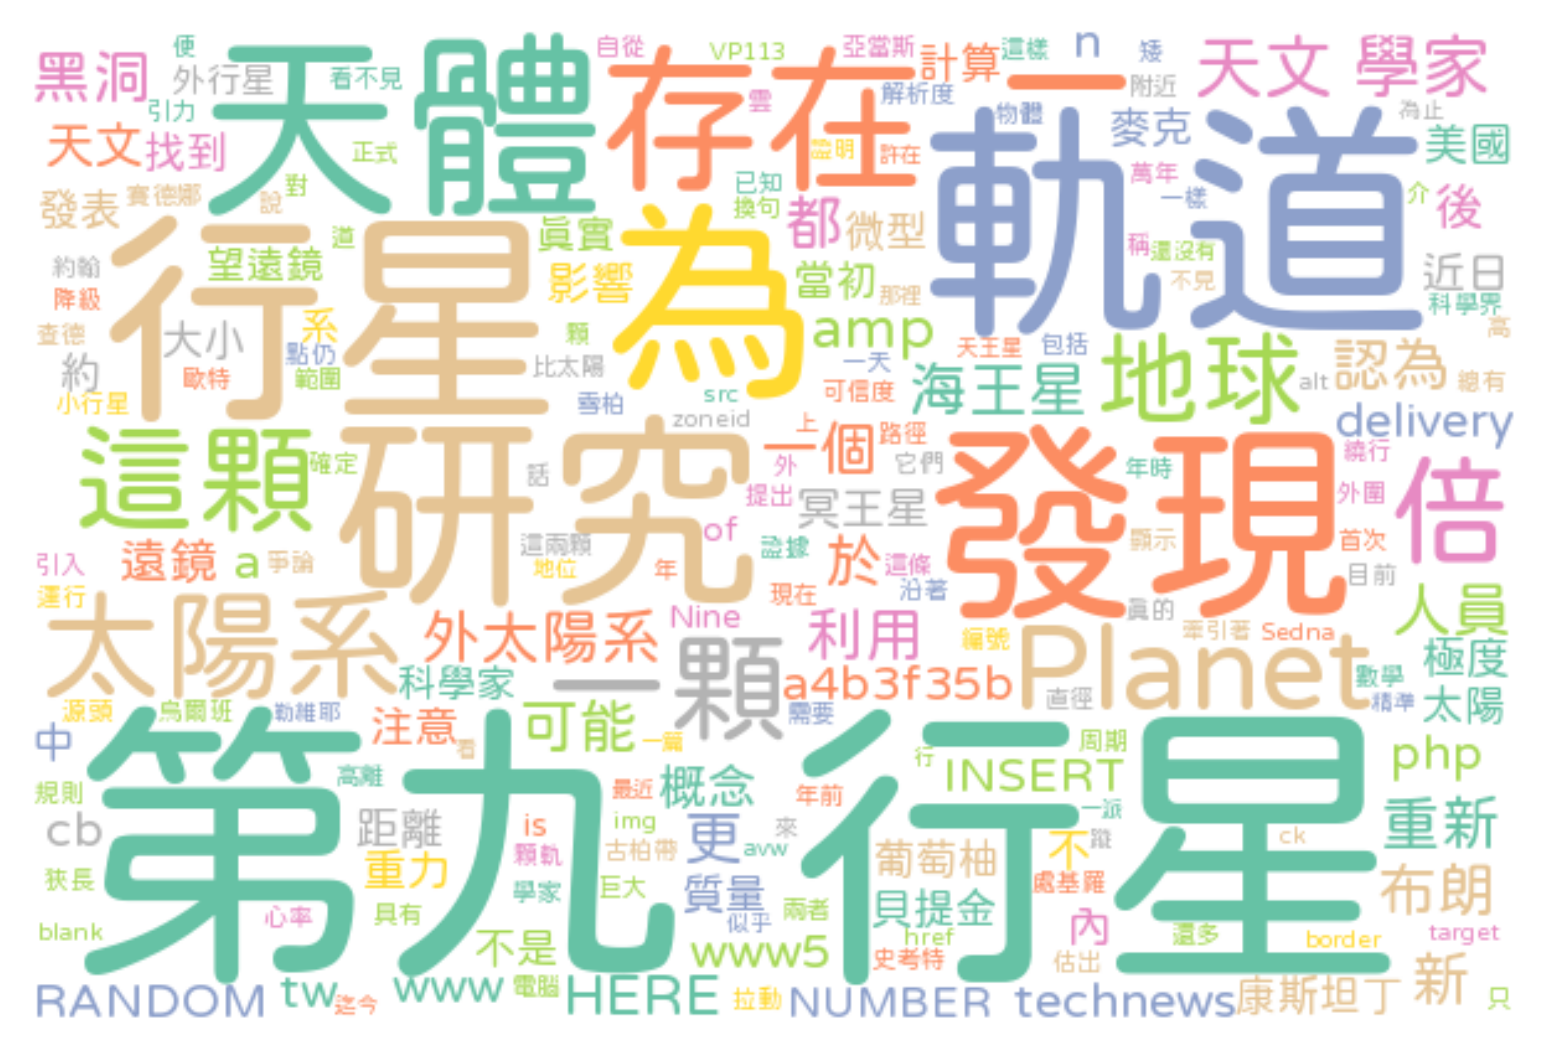 黑洞 便 外行星 引力 天體 看不見 自從 VP113 亞當斯 計算 這樣 n 矮 天文 學家
天文 找到 正式 存在 雲 一 解析度 物體 附近 為止 麥克 美國
發表 賽德娜 說 對 已知 換句 證明 許在 軌道 萬年 一樣 介 後
約翰 望遠鏡 道 真實 影響 為 都 微型 當初 那裡 稱 還沒有 不見 近日
降級 查德 行星 大小 系 點仍 顆 amp 科學界 高
約 小行星 歐特 範圍 比太陽 雪柏 src 一天 可信度 天王星 包括 海王星 地球 alt 認為 總有
這顆 確定 研究 話 zoneid 上 一個 路徑 外 它們 發現 年時 delivery 繞行 外圍 倍
引入 遠鏡 a 爭論 這兩顆 地位 年 of 提出 冥王星 證據 於 這條 現在 沿著 顯示 首次 目前
運行 太陽系 外太陽系 Nine 利用 編號 真的 牽引著 Sedna 人員
科學家 一顆 a4b3f35b Planet 直徑 數學 極度
源頭 烏爾班 勒維耶 注意 看 可能 一篇 需要 精準 太陽
中 第九行星 高離 最近 概念 年前 行 周期 INSERT php
規則 cb 距離 is img 更 來 一派 ck 重新
狹長 重力 顆軌 古柏帶 avw 葡萄柚 不 蹤 處基羅 布朗
blank 心率 具有 學家 巨大 質量 似乎 兩者 貝提金 內 還多 border target
不是 www5 href 史考特 估出 新
RANDOM tw 迄今 www 電腦 HERE 拉動 NUMBER technews 康斯坦丁 只